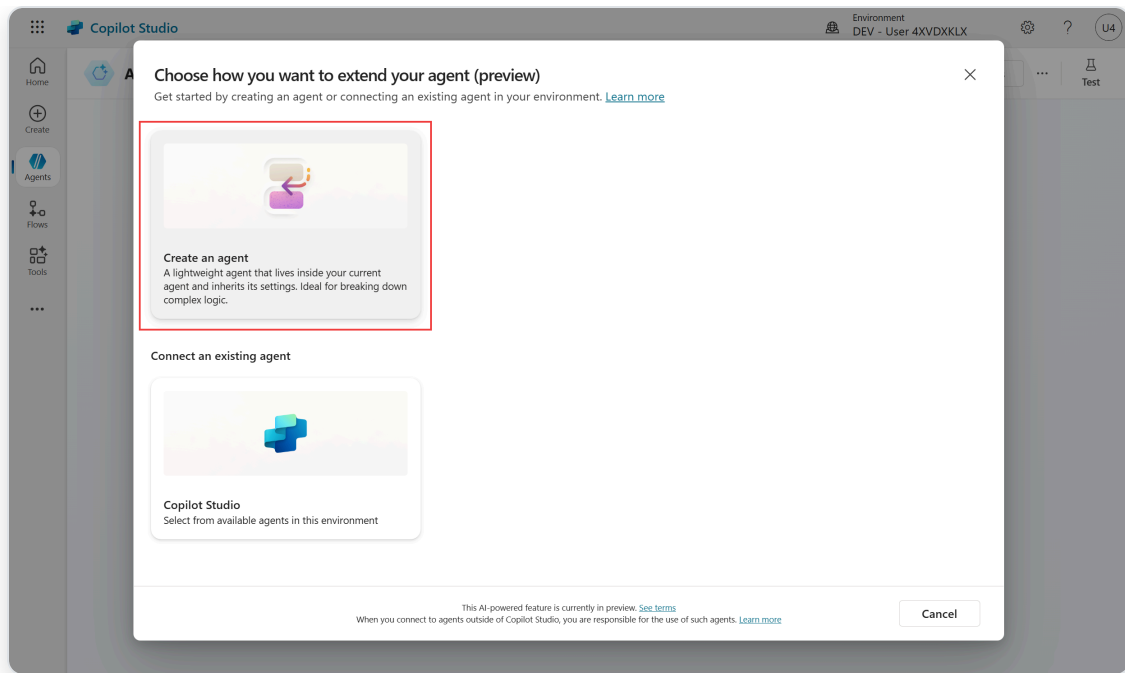 Copilot Studio
Environment
DEV - User 4XVDXKLX
?
U4
Home
Create
Agents
Flows
Tools
A
Test
Choose how you want to extend your agent (preview)
Get started by creating an agent or connecting an existing agent in your environment. Learn more
Create an agent
A lightweight agent that lives inside your current
agent and inherits its settings. Ideal for breaking down
complex logic.
Connect an existing agent
Copilot Studio
Select from available agents in this environment
This AI-powered feature is currently in preview. See terms
When you connect to agents outside of Copilot Studio, you are responsible for the use of such agents. Learn more
Cancel